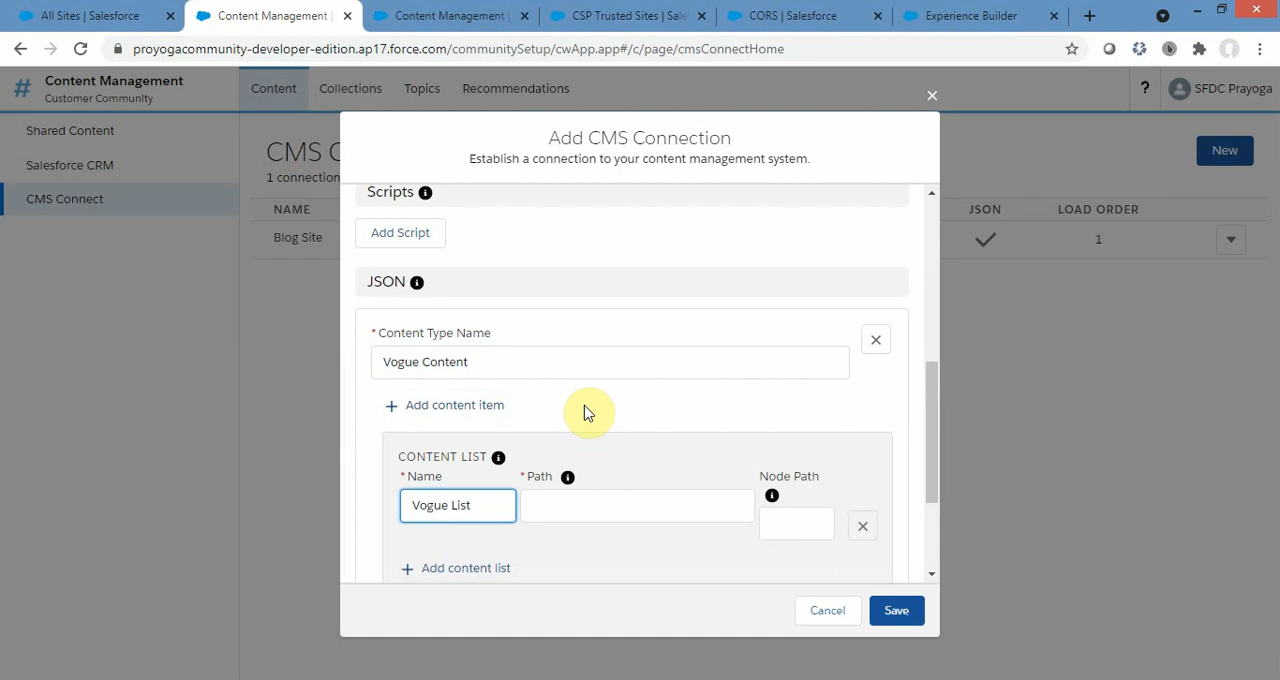 All Sites | Salesforce
Content Management |
Content Management
CSP Trusted Sites | Sale
CORS | Salesforce
Experience Builder
proyogacommunity-developer-edition.ap17.force.com/communitySetup/cwApp.app#/c/page/cmsConnectHome
Content Management
Customer Community
Content
Collections
Topics
Recommendations
?
SFDC Prayoga
Shared Content
Salesforce CRM
CMS Connect
CMS C
1 connection
New
NAME
JSON
LOAD ORDER
Blog Site
1
Add CMS Connection
Establish a connection to your content management system.
Scripts
Add Script
JSON
* Content Type Name
Vogue Content
+ Add content item
CONTENT LIST
* Name
* Path
Node Path
Vogue List
+ Add content list
Cancel
Save